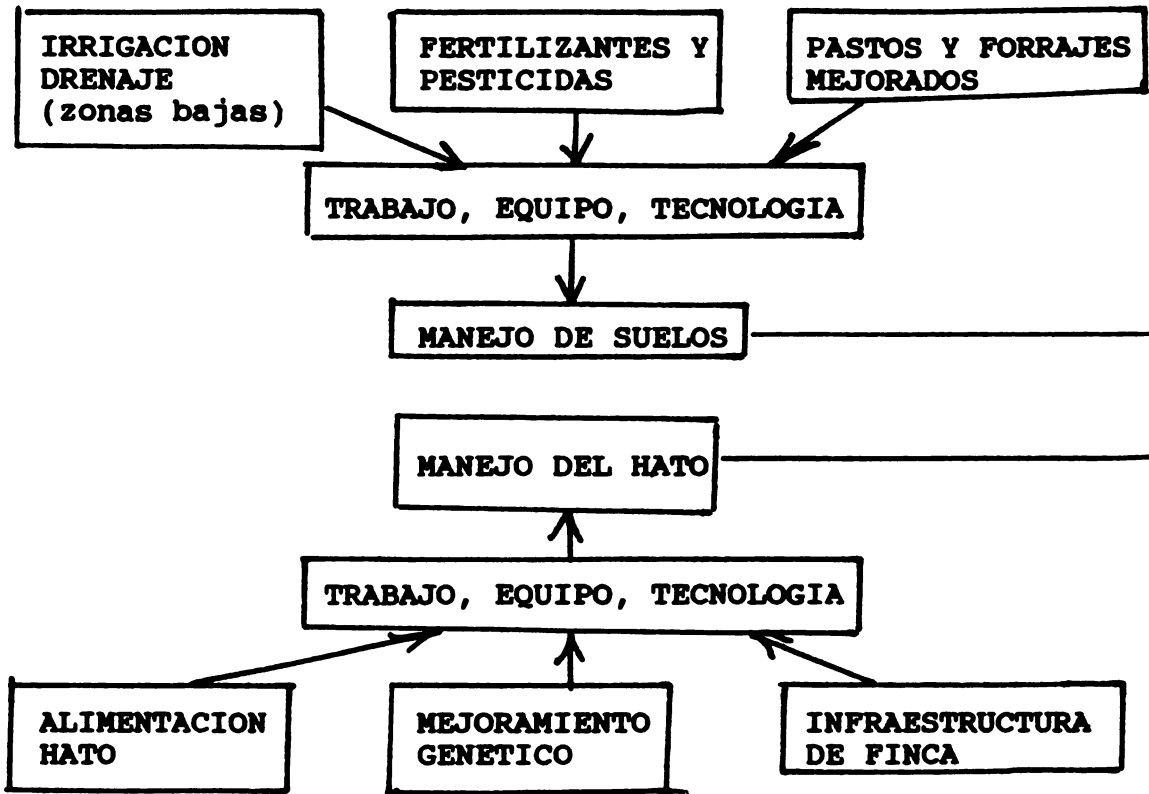 IRRIGACION
DRENAJE
(zonas bajas)
FERTILIZANTES Y
PESTICIDAS
PASTOS Y FORRAJES
MEJORADOS
TRABAJO, EQUIPO, TECNOLOGIA
MANEJO DE SUELOS
MANEJO DEL HATO
TRABAJO, EQUIPO, TECNOLOGIA
ALIMENTACION
HATO
MEJORAMIENTO
GENETICO
INFRAESTRUCTURA
DE FINCA